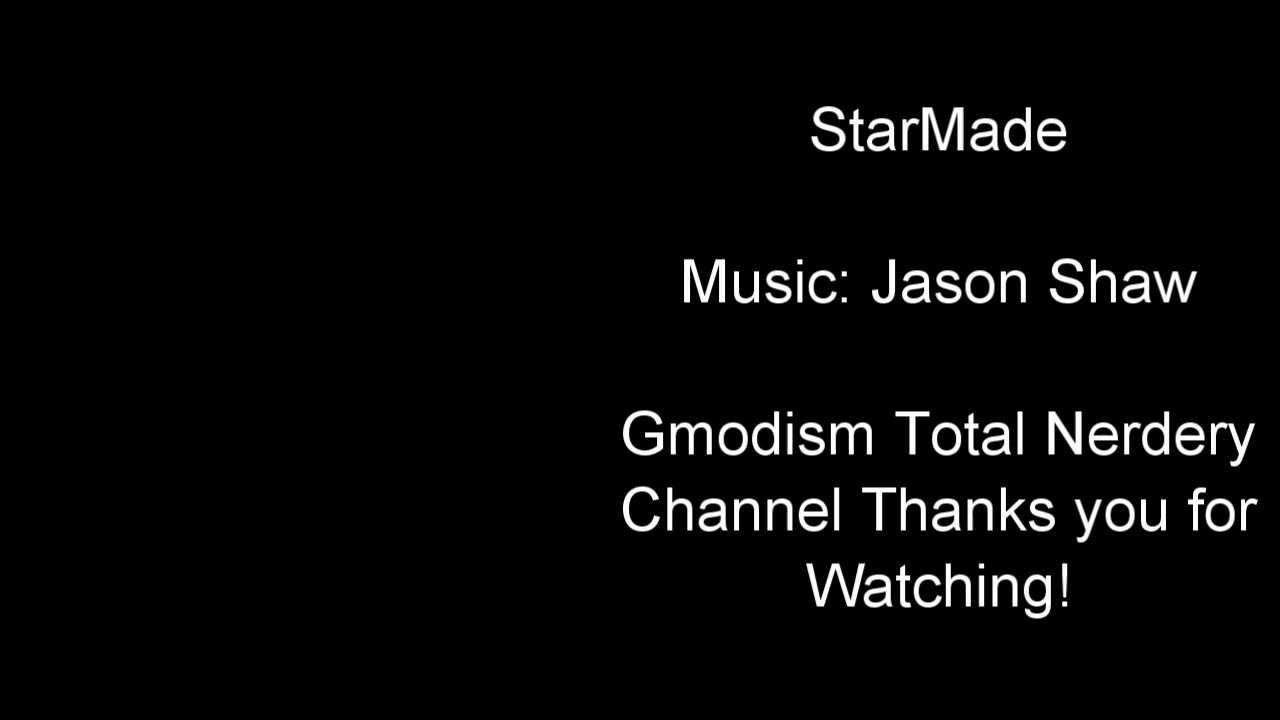 StarMade
Music: Jason Shaw
Gmodism Total Nerdery
Channel Thanks you for
Watching!